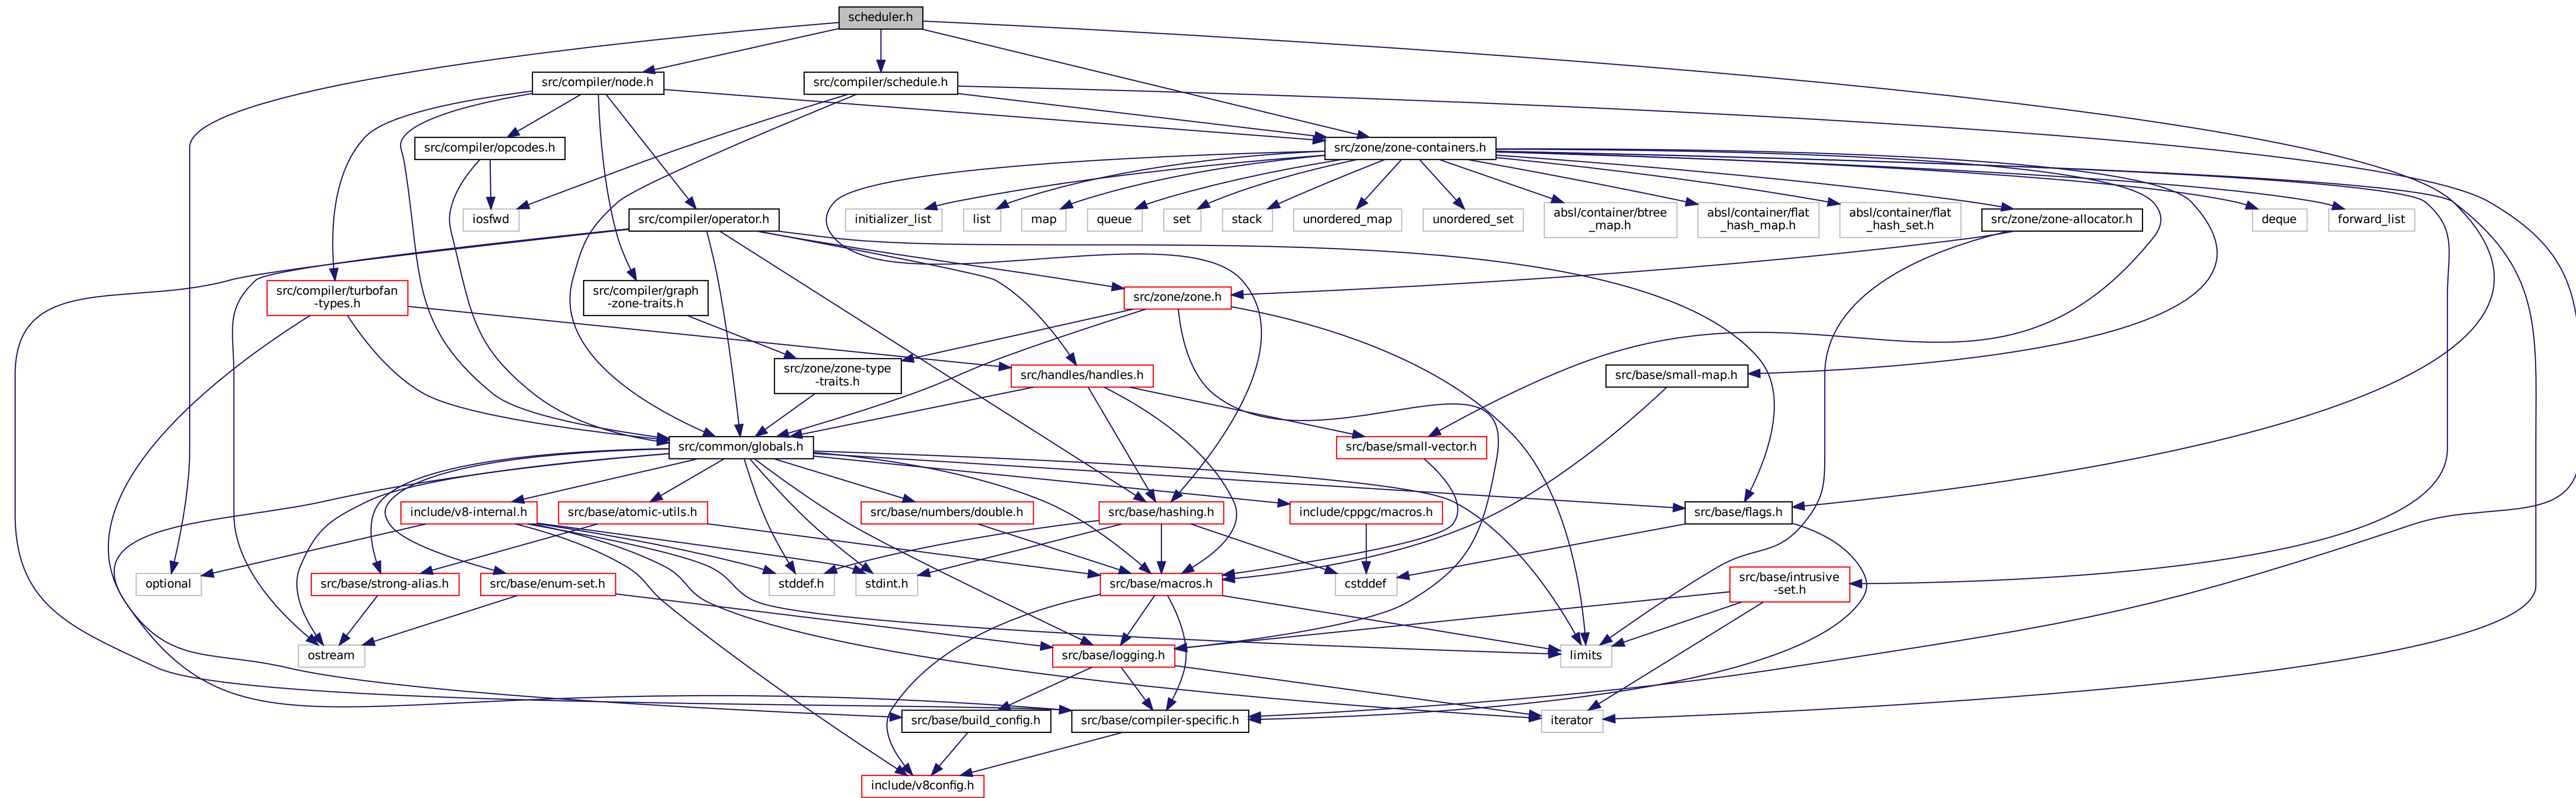 scheduler.h
src/compiler/node.h
src/compiler/schedule.h
src/compiler/opcodes.h
src/zone/zone-containers.h
iosfwd
src/compiler/operator.h
initializer_list
list
map
queue
set
stack
unordered_map
unordered_set
absl/container/btree
_map.h
absl/container/flat
_hash_map.h
absl/container/flat
_hash_set.h
src/zone/zone-allocator.h
deque
forward_list
src/compiler/turbofan
-types.h
src/compiler/graph
-zone-traits.h
src/zone/zone.h
src/zone/zone-type
-traits.h
src/handles/handles.h
src/base/small-map.h
src/common/globals.h
src/base/small-vector.h
include/v8-internal.h
src/base/atomic-utils.h
src/base/numbers/double.h
src/base/hashing.h
include/cppgc/macros.h
src/base/flags.h
optional
src/base/strong-alias.h
src/base/enum-set.h
stddef.h
stdint.h
src/base/macros.h
cstddef
src/base/intrusive
-set.h
ostream
src/base/logging.h
limits
src/base/build_config.h
src/base/compiler-specific.h
iterator
include/v8config.h